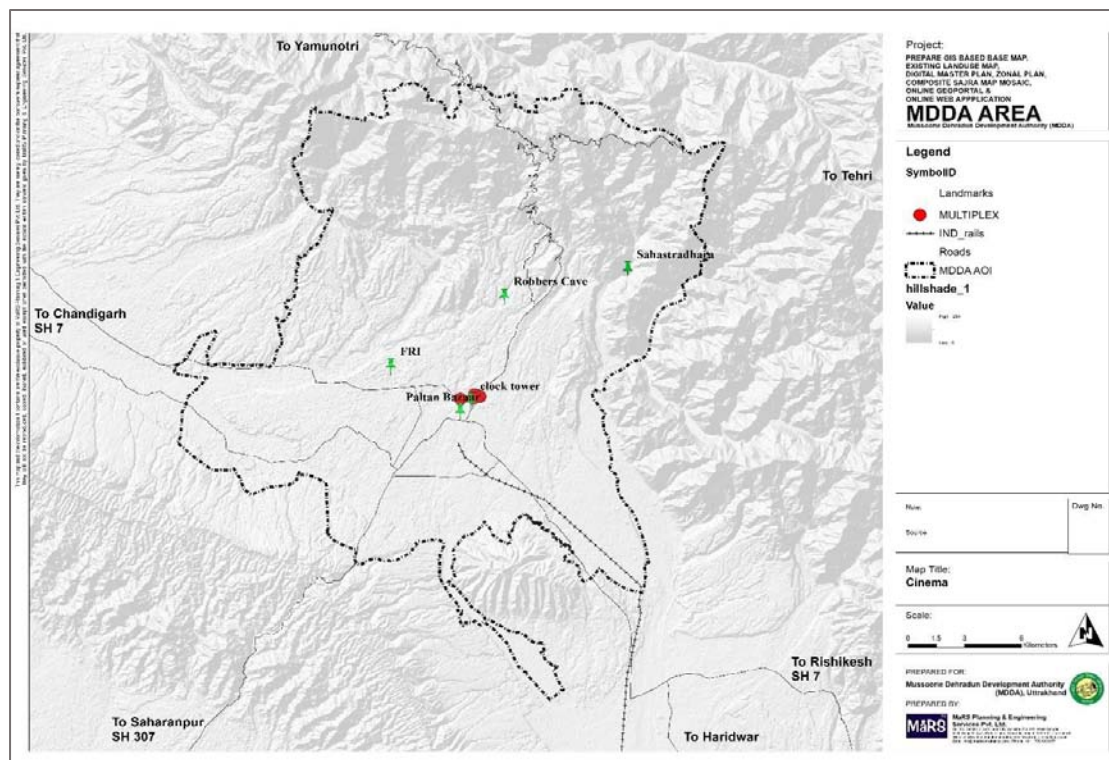 To Yamunotri
To Tehri
Sahastradhara
Robbers Cave
To Chandigarh
SH 7
FRI
clock tower
Paltan Bazaar
To Rishikesh
SH 7
To Saharanpur
SH 307
To Haridwar
Project:
PREPARE GIS BASED BASE MAP,
EXISTING LANDUSE MAP,
DIGITAL MASTER PLAN, ZONAL PLAN,
COMPOSITE SAJRA MAP MOSAIC,
ONLINE GEOPORTAL &
ONLINE WEB APPPLICATION
MDDA AREA
Mussoorie Dehradun Development Authority (MDDA)
Legend
SymbolID
Landmarks
MULTIPLEX
IND_rails
Roads
MDDA AOI
hillshade_1
Value
Note:
Dwg No.
Source
Map Title:
Cinema
Scale:
0 1.5 3 6
Kilometers
N
PREPARED FOR:
Mussoorie Dehradun Development Authority
(MDDA), Uttrakhand
PREPARED BY:
MaRS
MaRS Planning & Engineering
Services Pvt. Ltd.